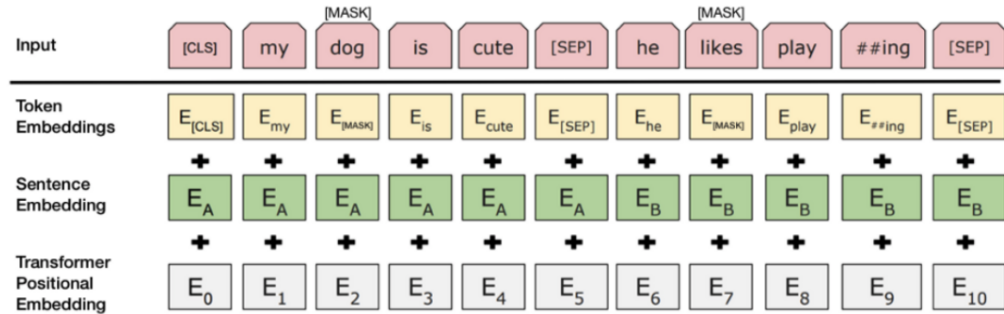 [MASK] [MASK]
Input [CLS] my dog is cute [SEP] he likes play ##ing [SEP]
Token
Embeddings
E[CLS] Emy E[MASK] Eis Ecute E[SEP] Ehe E[MASK] Eplay E##ing E[SEP]
+ + + + + + + + + + +
Sentence
Embedding
EA EA EA EA EA EA EB EB EB EB EB
+ + + + + + + + + + +
Transformer
Positional
Embedding
E0 E1 E2 E3 E4 E5 E6 E7 E8 E9 E10